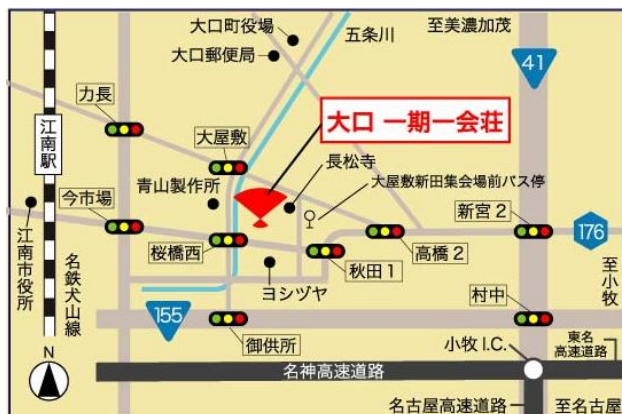 大口町役場
五条川
至美濃加茂
大口郵便局
41
力長
大口 一期一会荘
江南駅
大屋敷
長松寺
青山製作所
大屋敷新田集会場前バス停
今市場
新宮2
176
桜橋西
高橋2
秋田1
江南市役所
名鉄犬山線
ヨシヅヤ
至小牧
155
村中
御供所
小牧I.C.
東名
高速道路
N
名神高速道路
名古屋高速道路
至名古屋